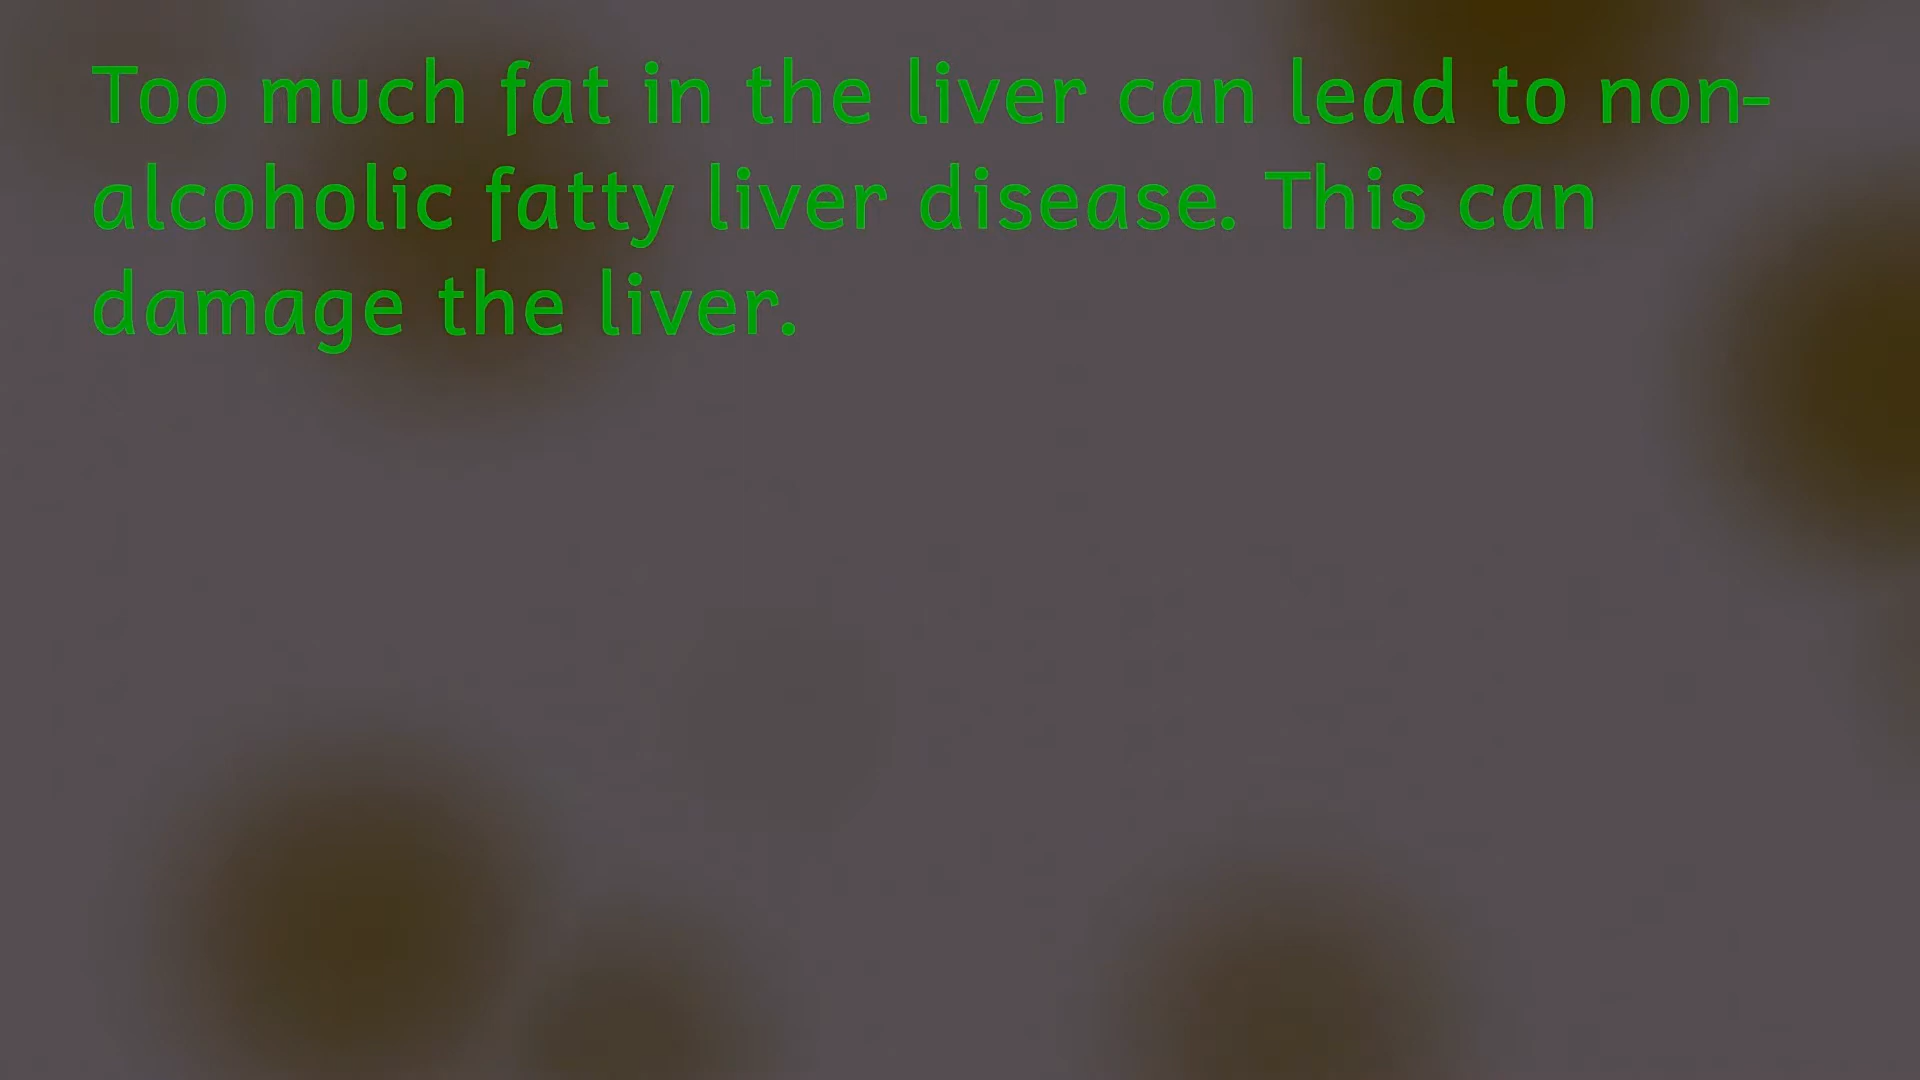 Too much fat in the liver can lead to non-
alcoholic fatty liver disease. This can
damage the liver.